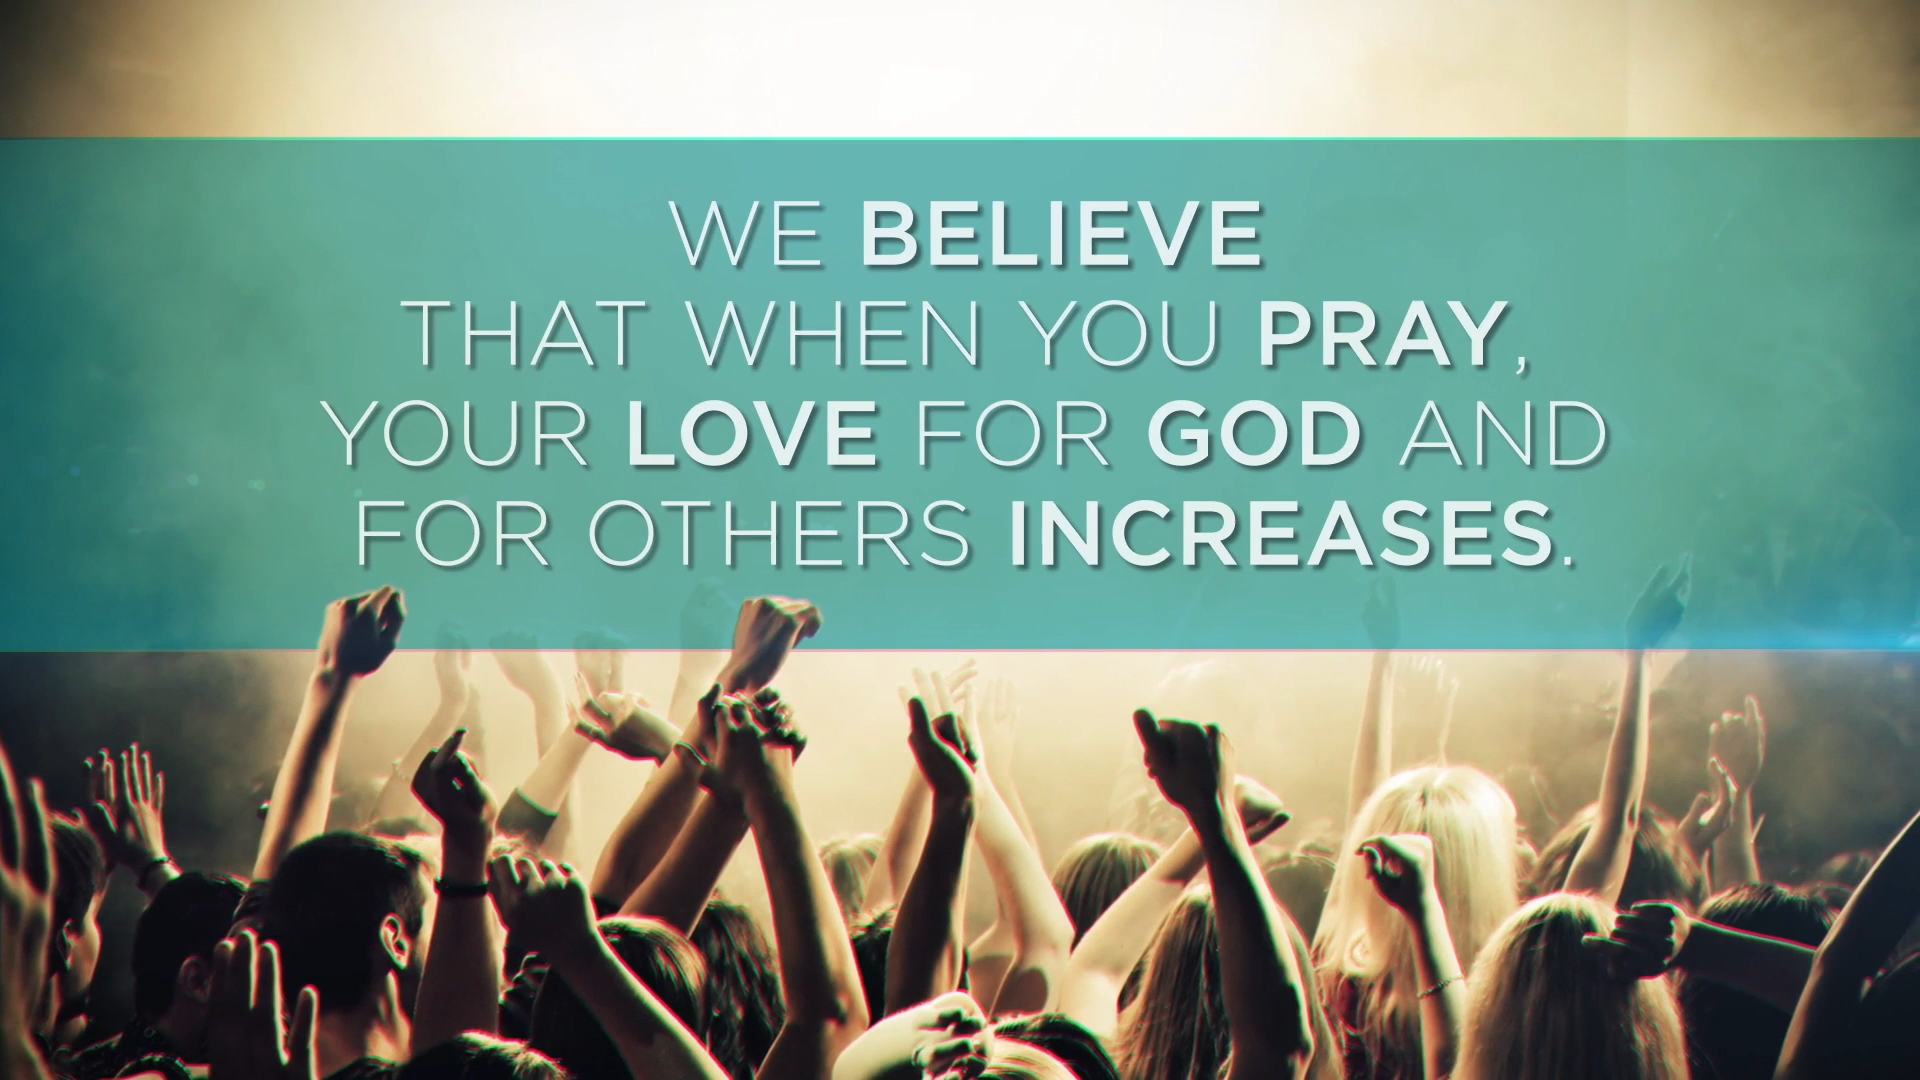 WE BELIEVE
THAT WHEN YOU PRAY,
YOUR LOVE FOR GOD AND
FOR OTHERS INCREASES.